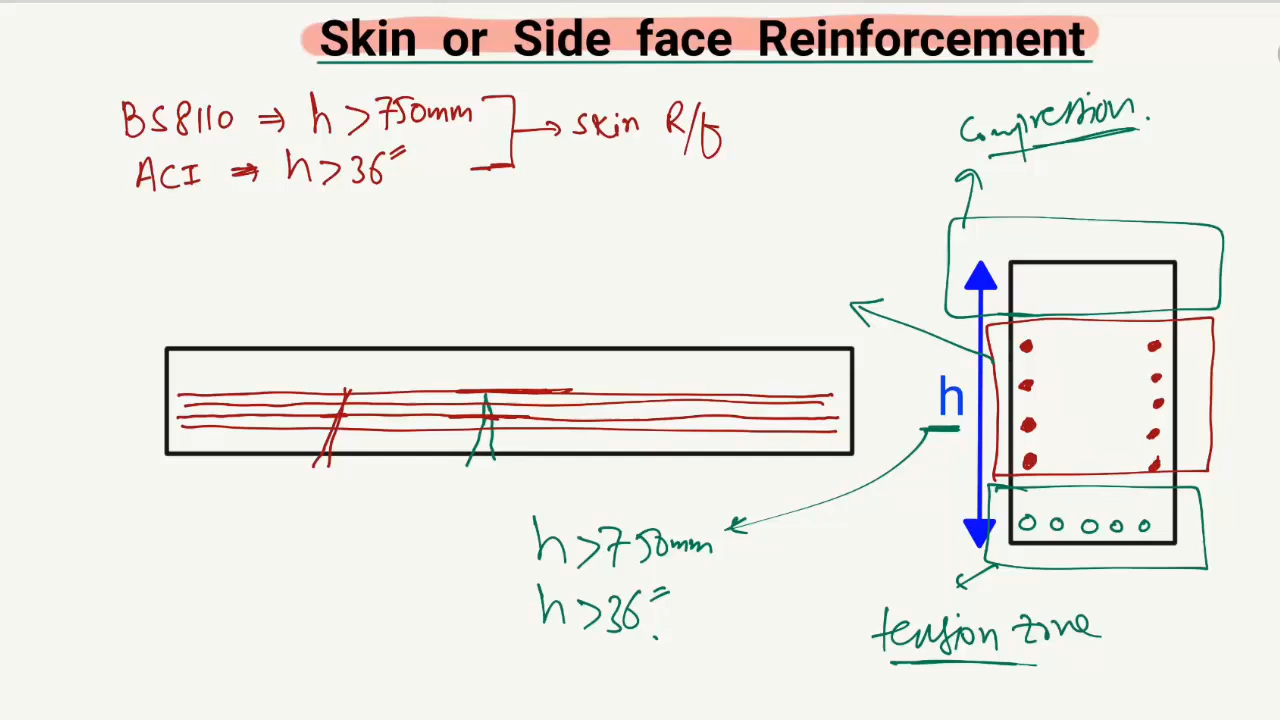 Skin or Side face Reinforcement
BS8110 ⇒ h > 750mm
ACI ⇒ h > 36"
→ skin R/f
compression.
h
h > 750mm
h > 36"
tension zone